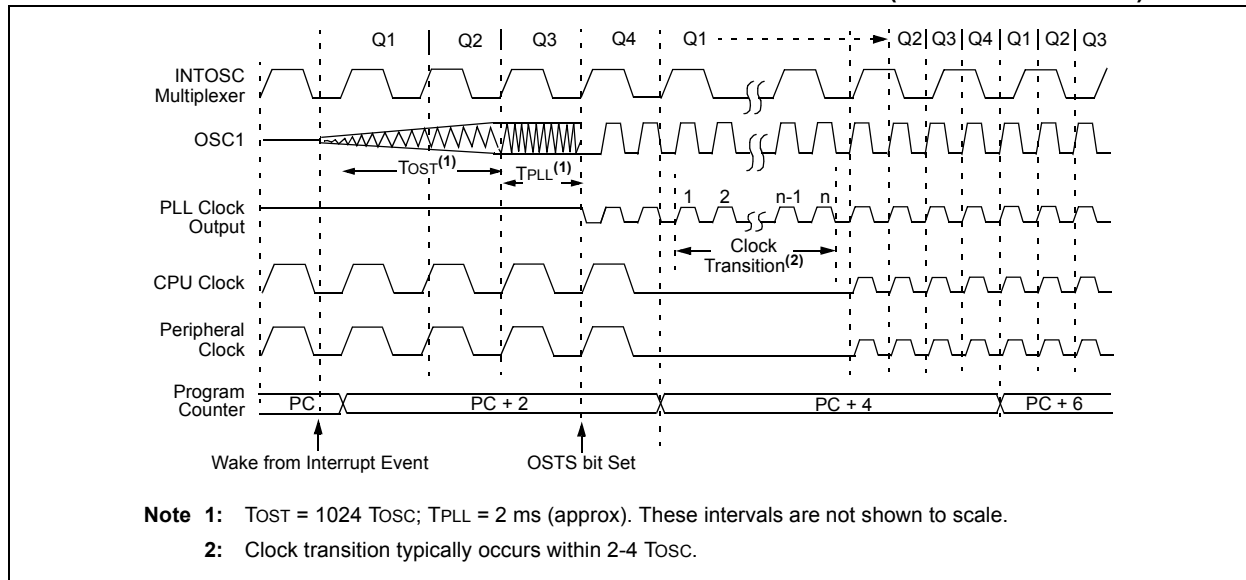 Q1 Q2 Q3 Q4 Q1 Q2 Q3 Q4 Q1 Q2 Q3
INTOSC
Multiplexer
OSC1
TOST(1)
TPLL(1)
1 2 n-1 n
PLL Clock
Output
Clock
Transition(2)
CPU Clock
Peripheral
Clock
Program
Counter
PC PC + 2 PC + 4 PC + 6
Wake from Interrupt Event OSTS bit Set
Note 1: TOST = 1024 TOSC; TPLL = 2 ms (approx). These intervals are not shown to scale.
2: Clock transition typically occurs within 2-4 TOSC.